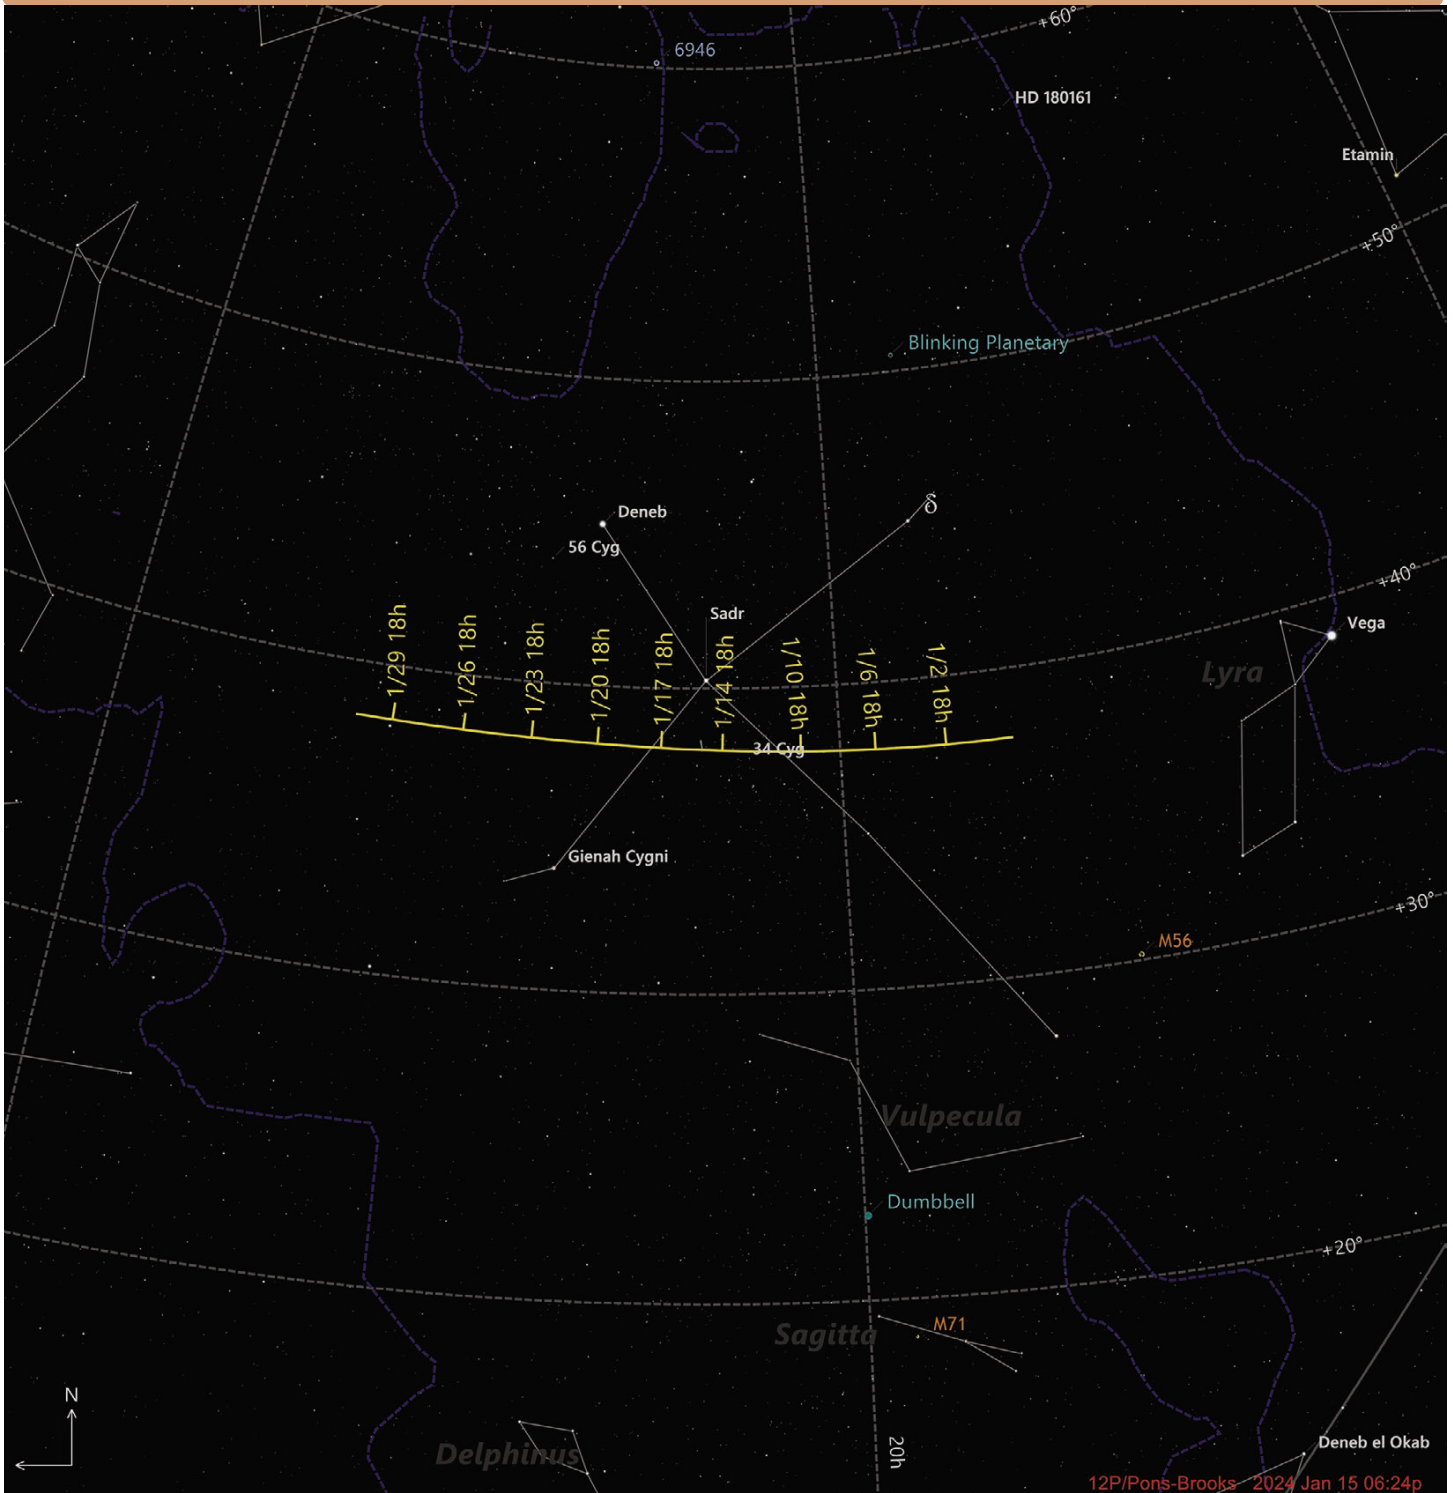 +60°
6946
HD 180161
Etamin
+50°
Blinking Planetary
δ
Deneb
56 Cyg
+40°
Sadr
Vega
Lyra
1/29 18h
1/26 18h
1/23 18h
1/20 18h
1/17 18h
1/14 18h
1/10 18h
1/6 18h
1/2 18h
34 Cyg
Gienah Cygni
+30°
M56
Vulpecula
Dumbbell
+20°
M71
Sagitta
N
20h
Delphinus
Deneb el Okab
12P/Pons-Brooks 2024 Jan 15 06:24p